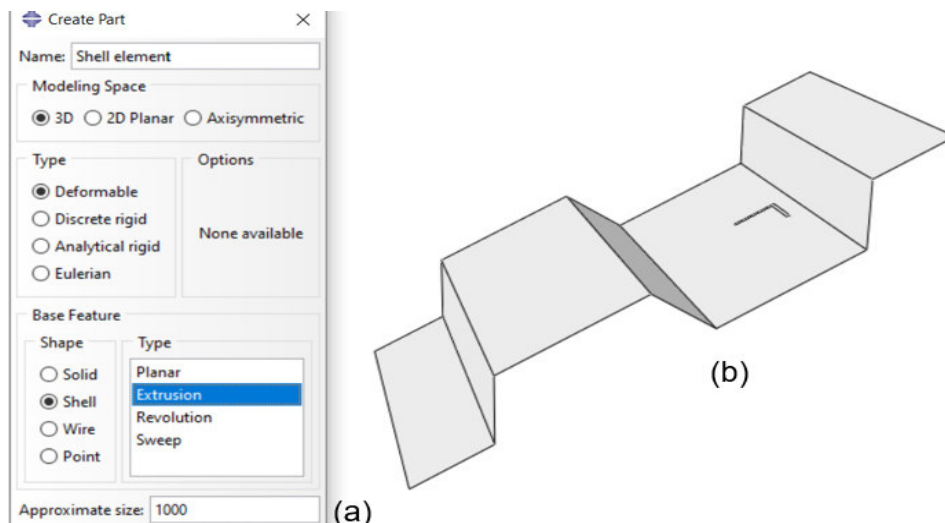 Create Part
Name: Shell element
Modeling Space
3D 2D Planar Axisymmetric
Type
Options
Deformable
Discrete rigid
Analytical rigid
Eulerian
None available
Base Feature
Shape
Type
Solid
Shell
Wire
Point
Planar
Extrusion
Revolution
Sweep
Approximate size: 1000
(a)
(b)